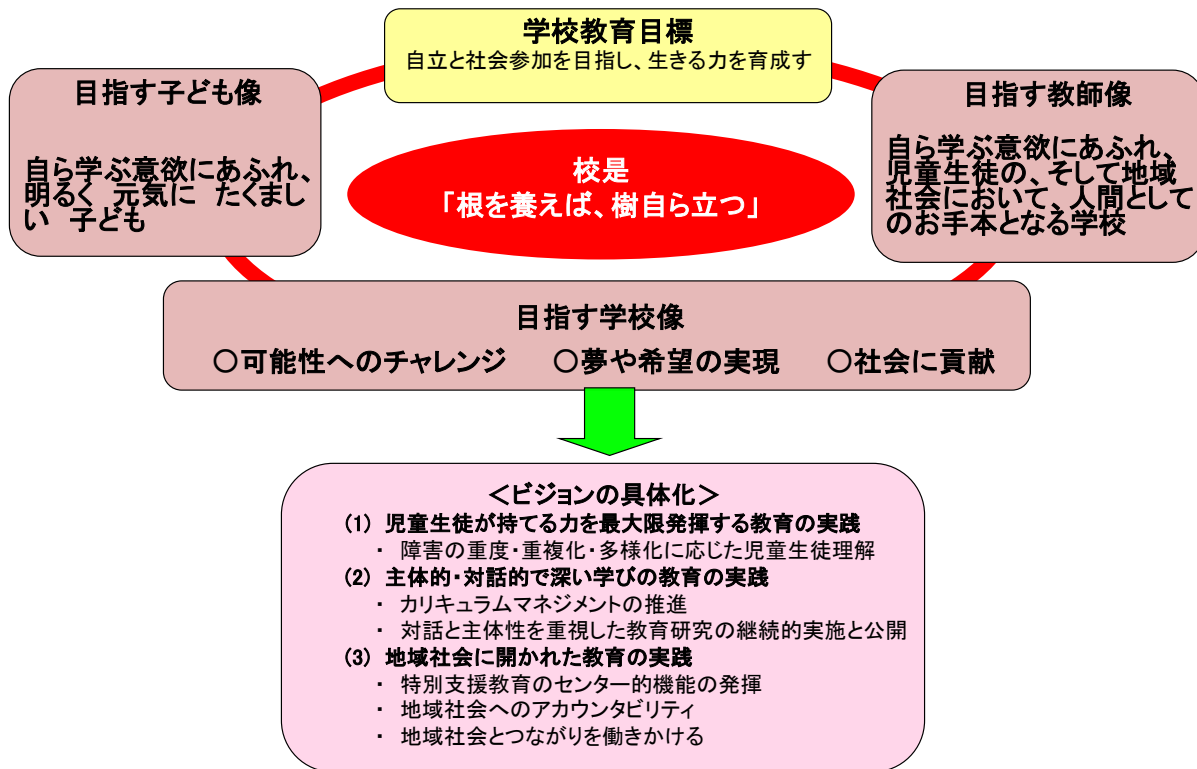 学校教育目標
自立と社会参加を目指し、生きる力を育成す
目指す子ども像
自ら学ぶ意欲にあふれ、
明るく　元気に　たくまし
い　子ども
校是
「根を養えば、樹自ら立つ」
目指す教師像
自ら学ぶ意欲にあふれ、
児童生徒の、そして地域
社会において、人間として
のお手本となる学校
目指す学校像
○可能性へのチャレンジ　○夢や希望の実現　○社会に貢献
＜ビジョンの具体化＞
(1) 児童生徒が持てる力を最大限発揮する教育の実践
・ 障害の重度・重複化・多様化に応じた児童生徒理解
(2) 主体的・対話的で深い学びの教育の実践
・ カリキュラムマネジメントの推進
・ 対話と主体性を重視した教育研究の継続的実施と公開
(3) 地域社会に開かれた教育の実践
・ 特別支援教育のセンター的機能の発揮
・ 地域社会へのアカウンタビリティ
・ 地域社会とつながりを働きかける